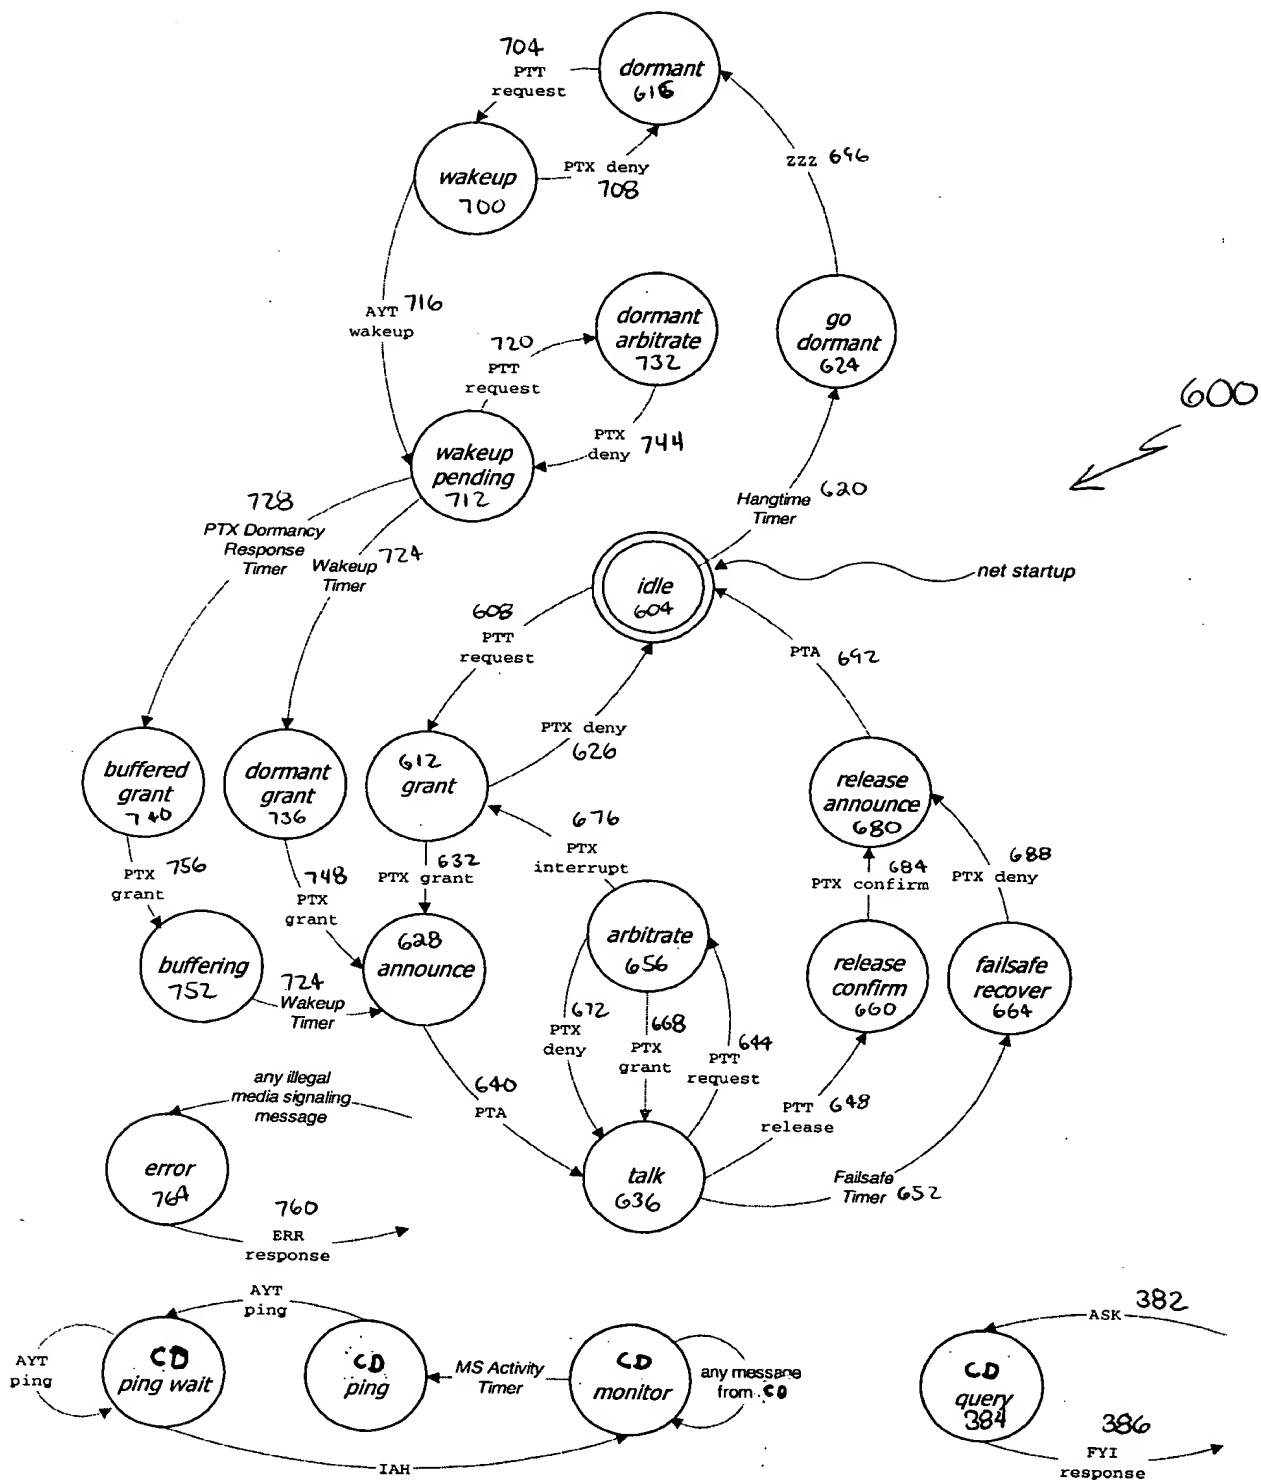 704
PTT
request
dormant
616
wakeup
700
PTX deny
708
ZZZ 696
AYT 716
wakeup
720
PTT
request
dormant
arbitrate
732
go
dormant
624
PTX
deny 744
wakeup
pending
712
600
728
PTX Dormancy
Response
Timer
Wakeup 724
Timer
Hangtime 620
Timer
idle
604
net startup
608
PTT
request
PTA 692
PTX deny
626
buffered
grant
740
dormant
grant
736
612
grant
release
announce
680
676
PTX
interrupt
PTX 756
grant
748
PTX
grant
632
PTX grant
684
PTX confirm
688
PTX deny
buffering
752
724
Wakeup
Timer
628
announce
arbitrate
656
release
confirm
660
failsafe
recover
664
672
PTX
deny
668
PTX
grant
644
PTT
request
any illegal
media signaling
message
640
PTA
PTT 648
release
error
764
talk
636
Failsafe
Timer 652
760
ERR
response
AYT
ping
AYT
ping
CD
ping wait
CD
ping
MS Activity
Timer
CD
monitor
any message
from CD
IAH
ASK 382
CD
query
384
386
FYI
response